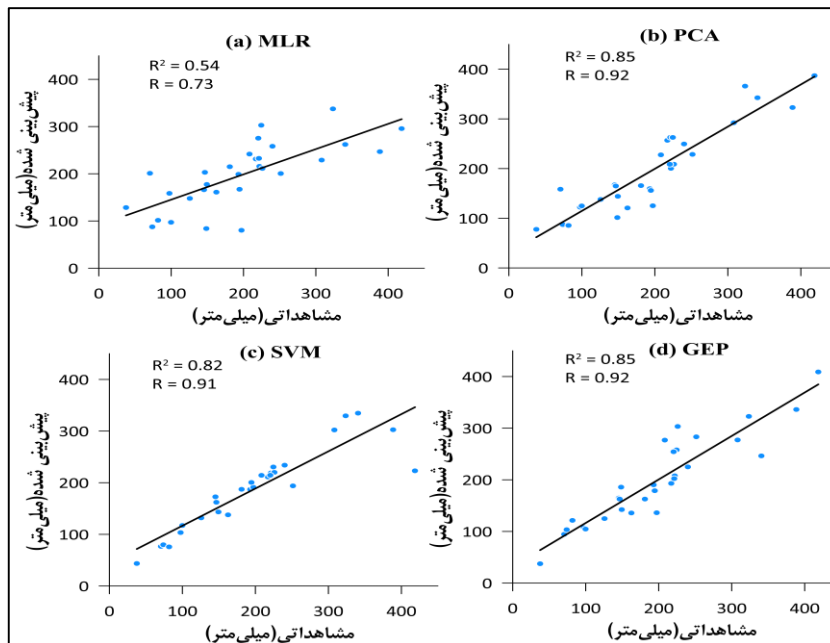 (a) MLR
R² = 0.54
R = 0.73
پیش‌بینی شده(میلی‌متر)
400
300
200
100
0
0 100 200 300 400
مشاهداتی(میلی‌متر)
(b) PCA
R² = 0.85
R = 0.92
پیش‌بینی شده(میلی‌متر)
400
300
200
100
0
0 100 200 300 400
مشاهداتی(میلی‌متر)
(c) SVM
R² = 0.82
R = 0.91
پیش‌بینی شده(میلی‌متر)
400
300
200
100
0
0 100 200 300 400
مشاهداتی(میلی‌متر)
(d) GEP
R² = 0.85
R = 0.92
پیش‌بینی شده(میلی‌متر)
400
300
200
100
0
0 100 200 300 400
مشاهداتی(میلی‌متر)